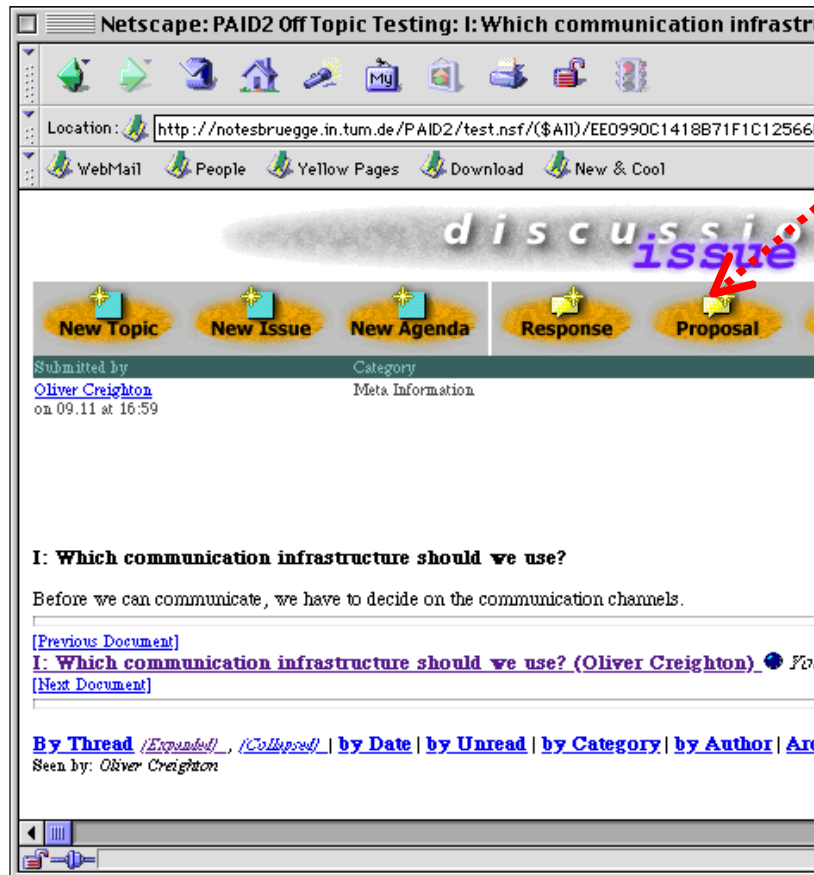 Netscape: PAID2 Off Topic Testing: I: Which communication infrastr
My
Location: http://notesbruegge.in.tum.de/PAID2/test.nsf/($All)/EE0990C1418B71F1C12566
WebMail People Yellow Pages Download New & Cool
discussio
issue
New Topic New Issue New Agenda Response Proposal
Submitted by Category
Oliver Creighton Meta Information
on 09.11 at 16:59
I: Which communication infrastructure should we use?
Before we can communicate, we have to decide on the communication channels.
[Previous Document]
I: Which communication infrastructure should we use? (Oliver Creighton)
[Next Document]
By Thread (Expanded) , (Collapsed) | by Date | by Unread | by Category | by Author | Ar
Seen by: Oliver Creighton